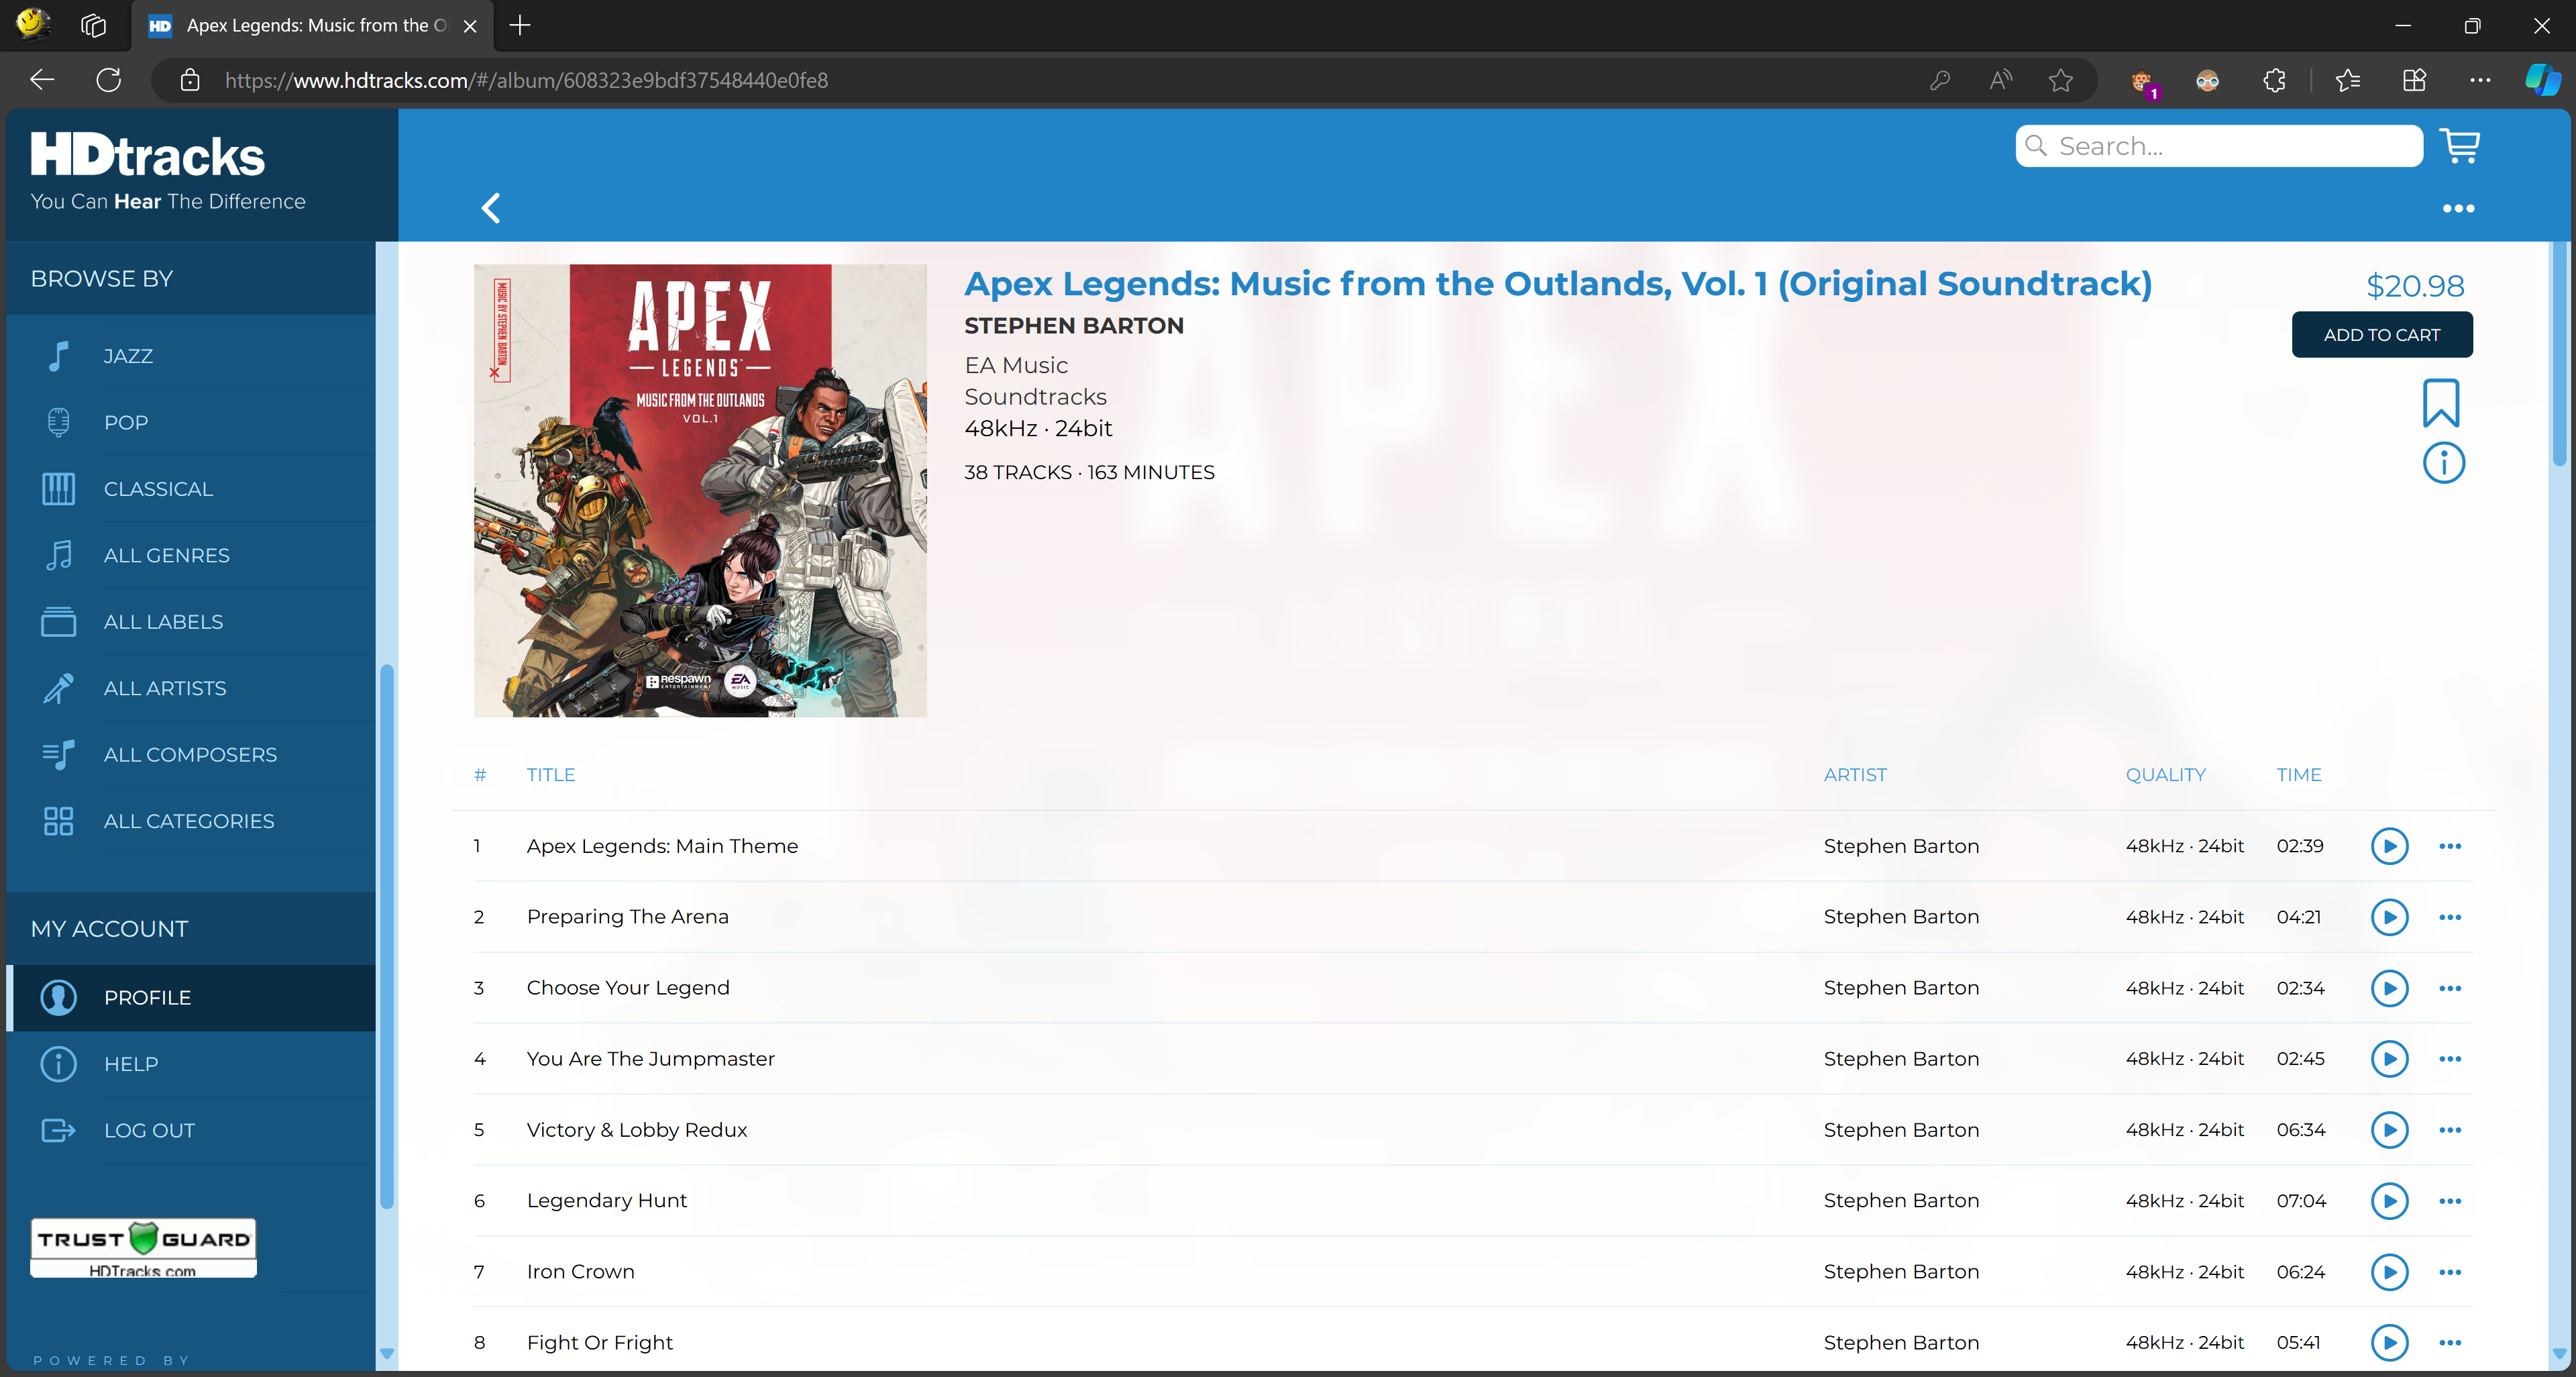 Apex Legends: Music from the O
https://www.hdtracks.com/#/album/608323e9bdf37548440e0fe8
1
HDtracks
You Can Hear The Difference
Search...
BROWSE BY
JAZZ
POP
CLASSICAL
ALL GENRES
ALL LABELS
ALL ARTISTS
ALL COMPOSERS
ALL CATEGORIES
MY ACCOUNT
PROFILE
HELP
LOG OUT
TRUST GUARD
HDTracks.com
POWERED BY
MUSIC BY STEPHEN BARTON
APEX
LEGENDS
MUSIC FROM THE OUTLANDS
VOL.1
RESPAWN
ENTERTAINMENT
EA
MUSIC
Apex Legends: Music from the Outlands, Vol. 1 (Original Soundtrack)
STEPHEN BARTON
EA Music
Soundtracks
48kHz · 24bit
38 TRACKS · 163 MINUTES
$20.98
ADD TO CART
# TITLE ARTIST QUALITY TIME
1 Apex Legends: Main Theme Stephen Barton 48kHz · 24bit 02:39
2 Preparing The Arena Stephen Barton 48kHz · 24bit 04:21
3 Choose Your Legend Stephen Barton 48kHz · 24bit 02:34
4 You Are The Jumpmaster Stephen Barton 48kHz · 24bit 02:45
5 Victory & Lobby Redux Stephen Barton 48kHz · 24bit 06:34
6 Legendary Hunt Stephen Barton 48kHz · 24bit 07:04
7 Iron Crown Stephen Barton 48kHz · 24bit 06:24
8 Fight Or Fright Stephen Barton 48kHz · 24bit 05:41